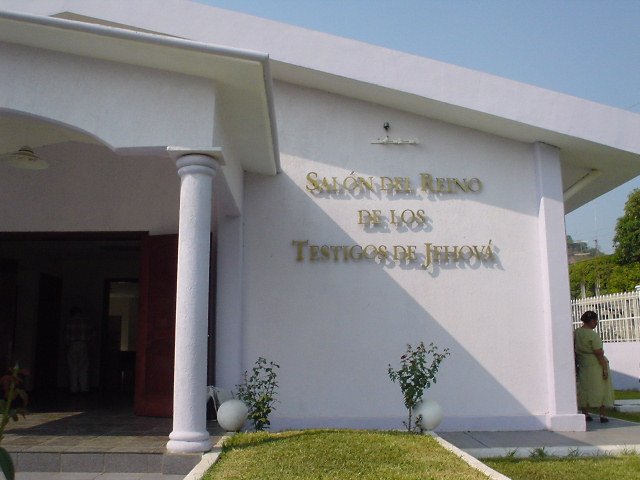 SALÓN DEL REINO
DE LOS
TESTIGOS DE JEHOVÁ